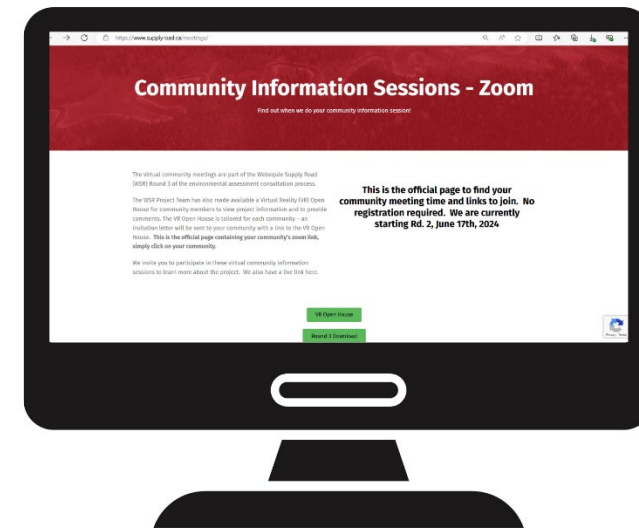 https://www.supplyroad.ca/meetings/
Community Information Sessions - Zoom
Find out when we do your community information session!
The virtual community meetings are part of the Webequie Supply Road
(WSR) Round 3 of the environmental assessment consultation process.
The WSR Project Team has also made available a Virtual Reality (VR) Open
House for community members to view project information and to provide
comments. The VR Open House is tailored for each community – an
invitation letter will be sent to your community with a link to the VR Open
House. This is the official page containing your community's zoom link,
simply click on your community.
We invite you to participate in these virtual community information
sessions to learn more about the project. We also have a live link here.
This is the official page to find your
community meeting time and links to join. No
registration required. We are currently
starting Rd. 2, June 17th, 2024
VR Open House
Round 3 Download
Privacy - Terms